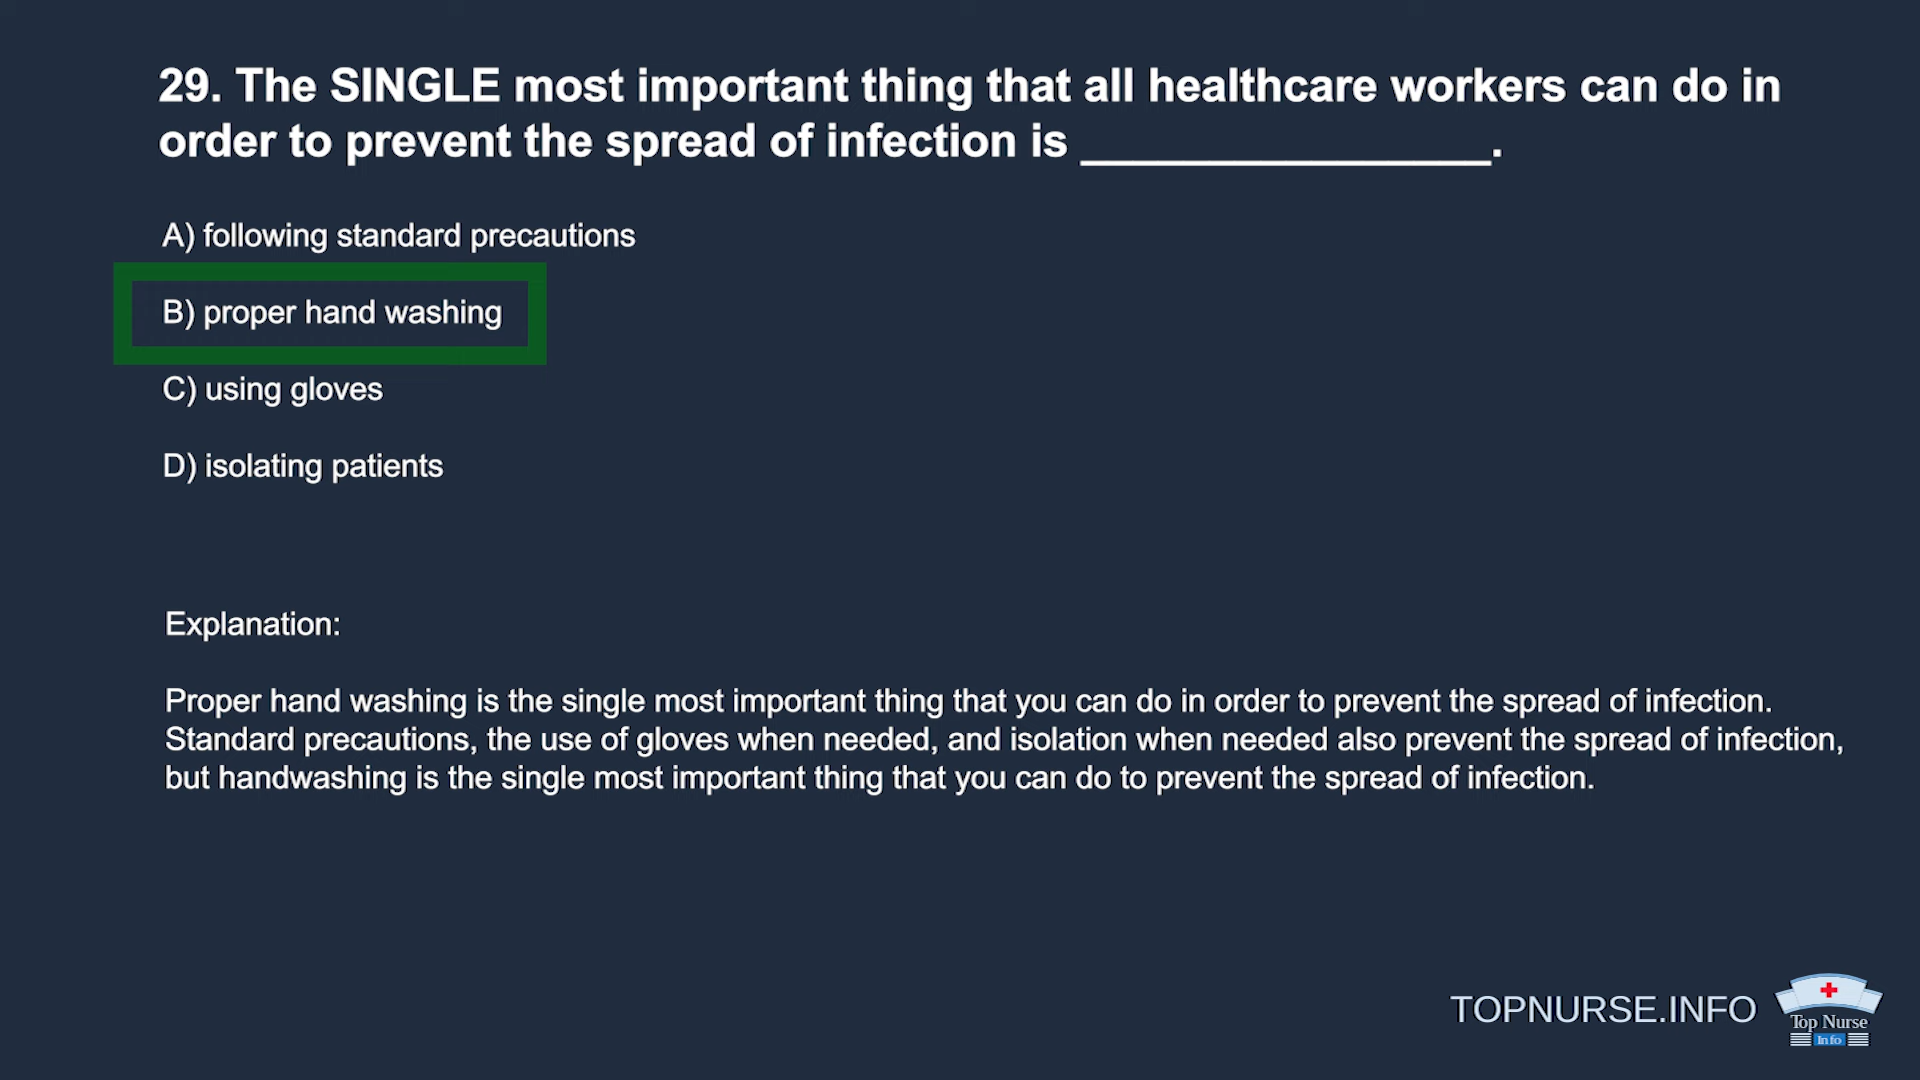 29. The SINGLE most important thing that all healthcare workers can do in
order to prevent the spread of infection is ________________.
A) following standard precautions
B) proper hand washing
C) using gloves
D) isolating patients
Explanation:
Proper hand washing is the single most important thing that you can do in order to prevent the spread of infection.
Standard precautions, the use of gloves when needed, and isolation when needed also prevent the spread of infection,
but handwashing is the single most important thing that you can do to prevent the spread of infection.
TOPNURSE.INFO
Top Nurse
Info